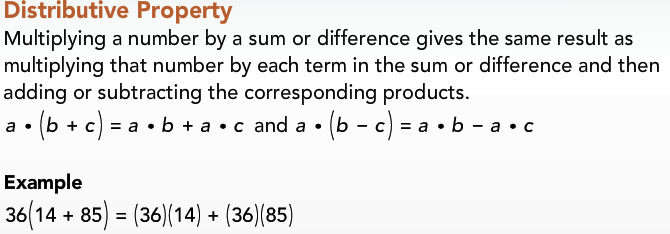 Distributive Property
Multiplying a number by a sum or difference gives the same result as
multiplying that number by each term in the sum or difference and then
adding or subtracting the corresponding products.
a • (b + c) = a • b + a • c and a • (b − c) = a • b − a • c
Example
36(14 + 85) = (36)(14) + (36)(85)